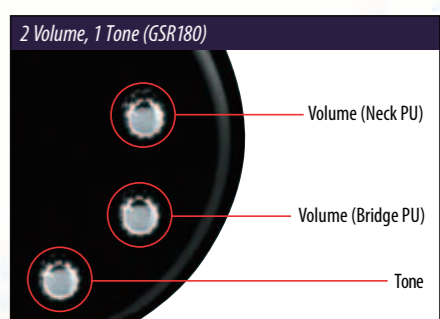 2 Volume, 1 Tone (GSR180)
Volume (Neck PU)
Volume (Bridge PU)
Tone